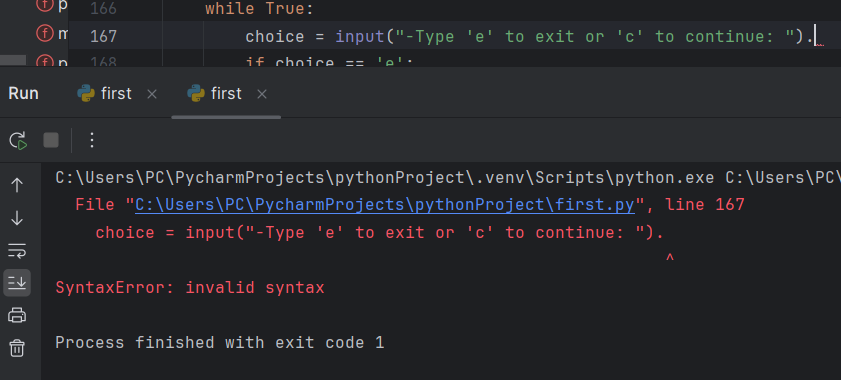 p
166 while True:
m
167 choice = input("-Type 'e' to exit or 'c' to continue: ").
p
168 if choice == 'e':
Run first × first ×
C:\Users\PC\PycharmProjects\pythonProject\.venv\Scripts\python.exe C:\Users\PC\
File "C:\Users\PC\PycharmProjects\pythonProject\first.py", line 167
choice = input("-Type 'e' to exit or 'c' to continue: ").
^
SyntaxError: invalid syntax
Process finished with exit code 1